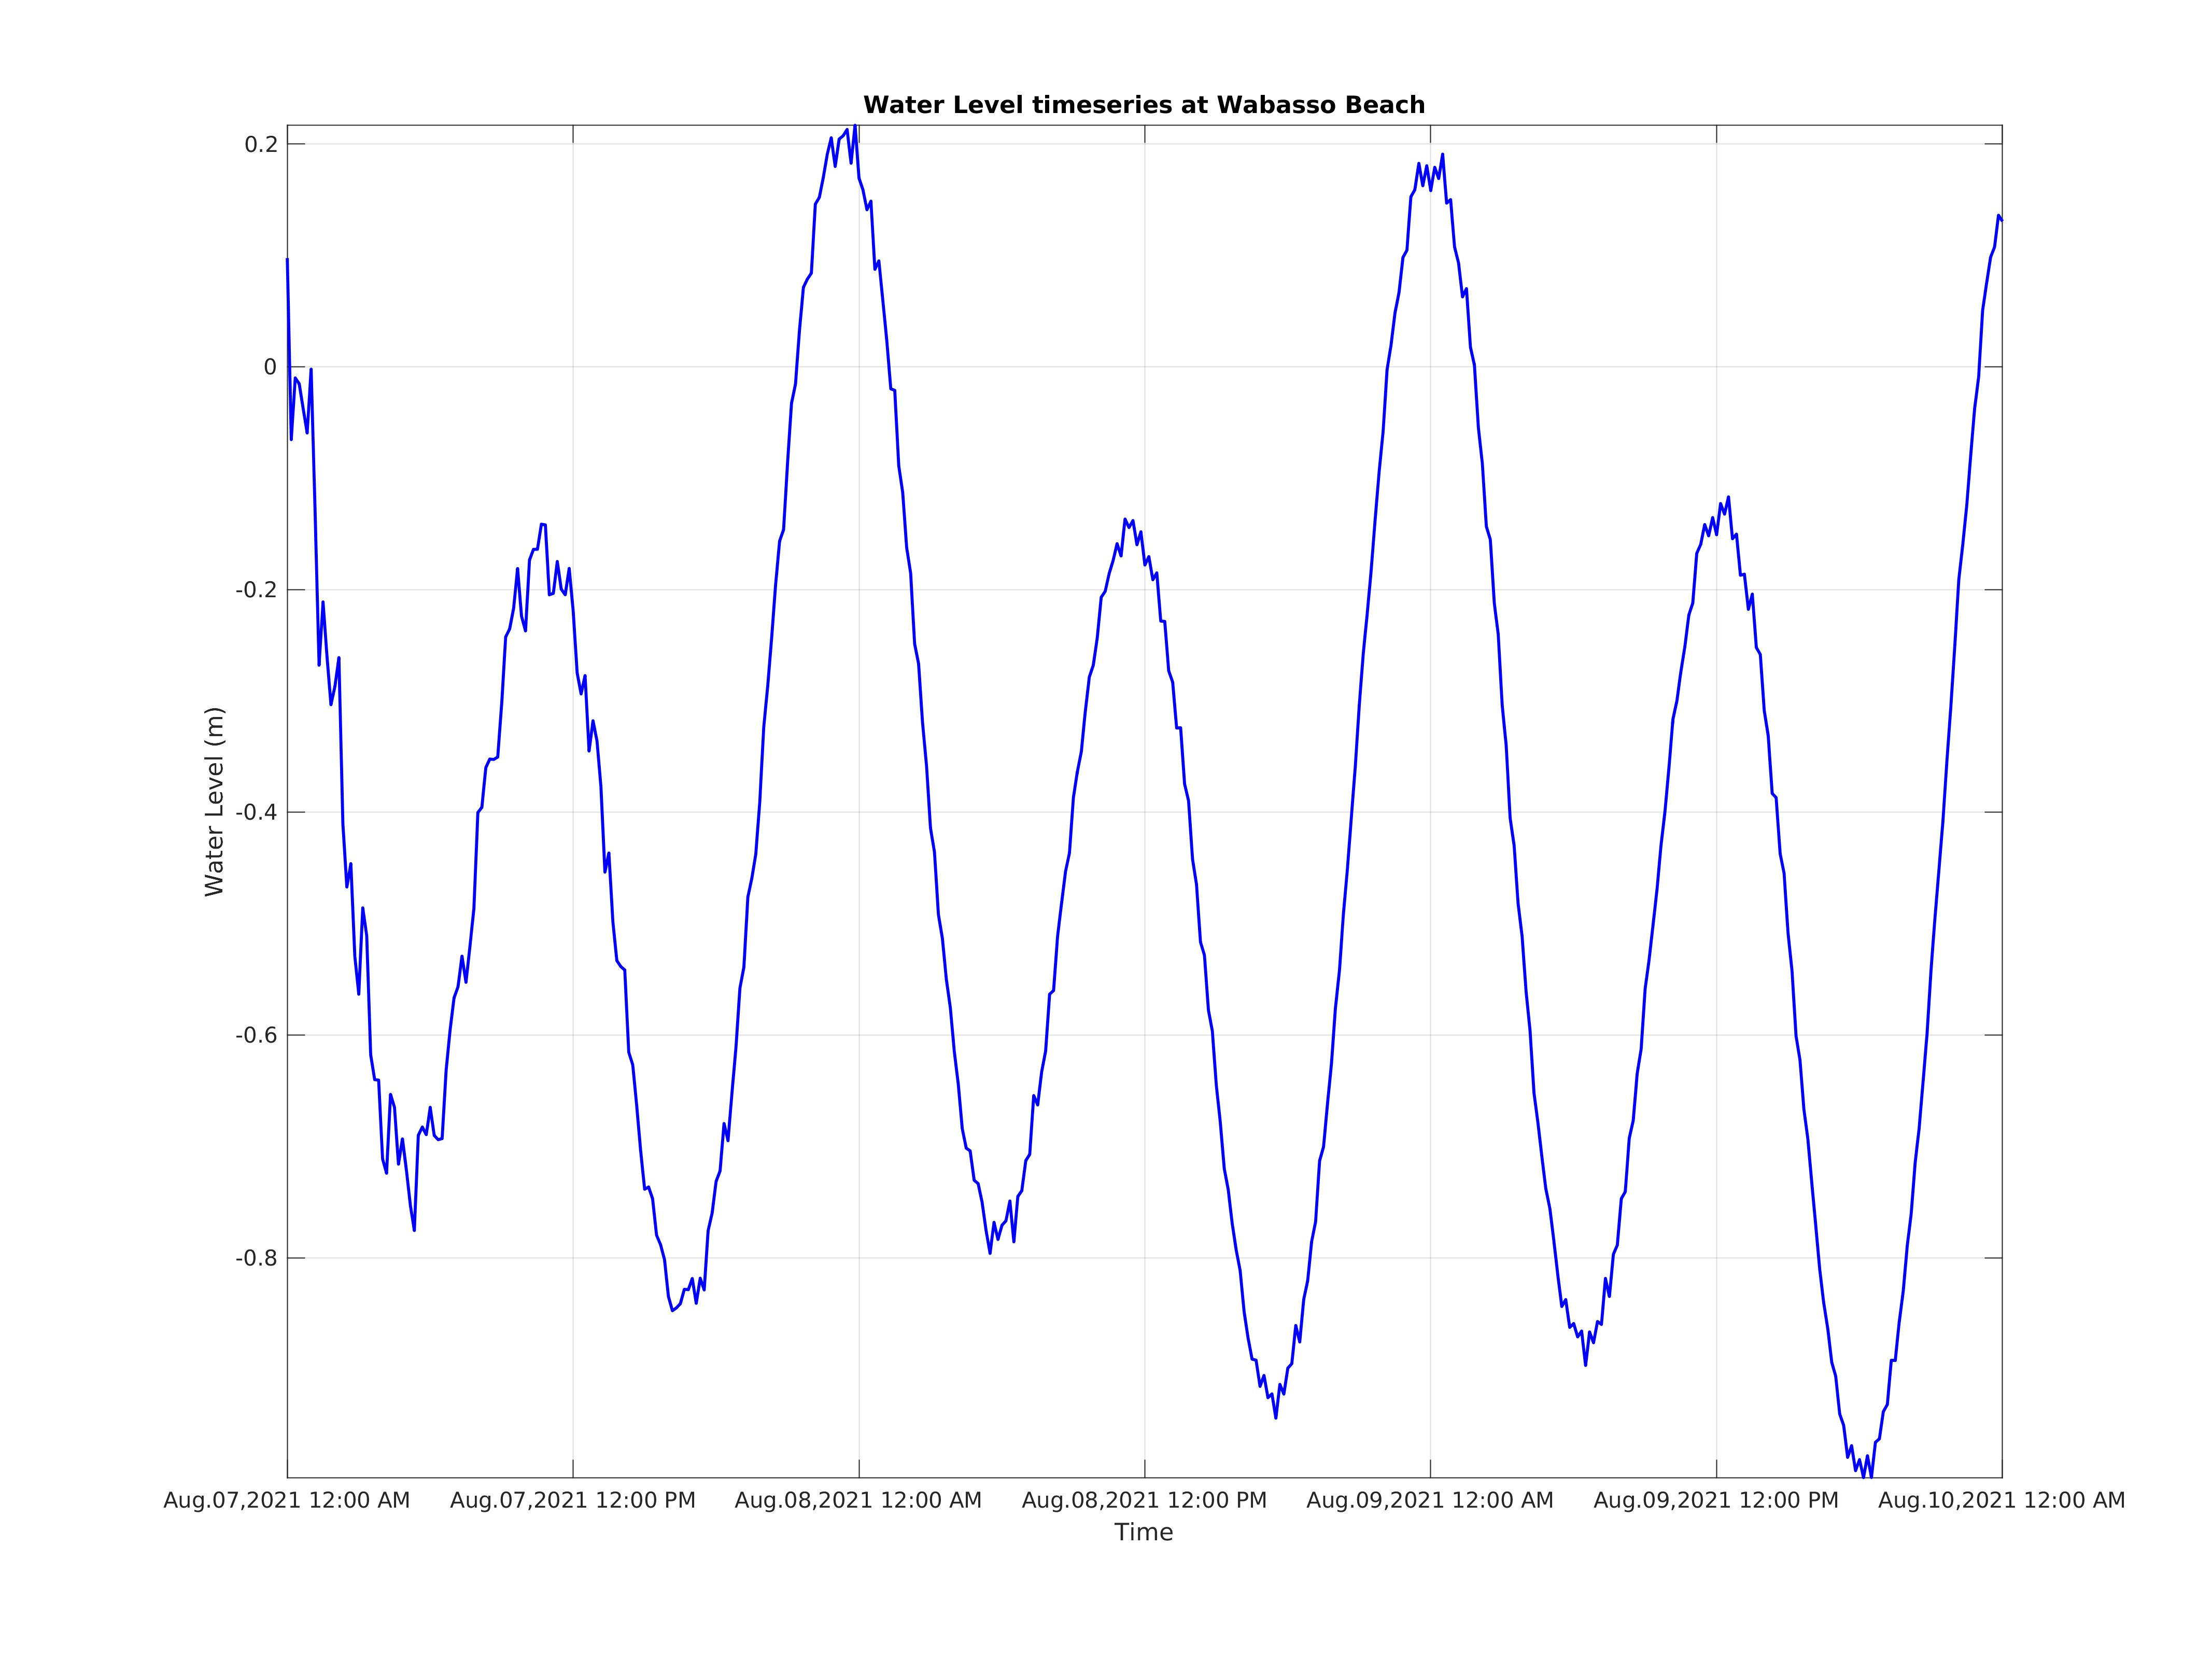 Water Level timeseries at Wabasso Beach
0.2
0
-0.2
-0.4
-0.6
-0.8
Water Level (m)
Aug.07,2021 12:00 AM Aug.07,2021 12:00 PM Aug.08,2021 12:00 AM Aug.08,2021 12:00 PM Aug.09,2021 12:00 AM Aug.09,2021 12:00 PM Aug.10,2021 12:00 AM
Time